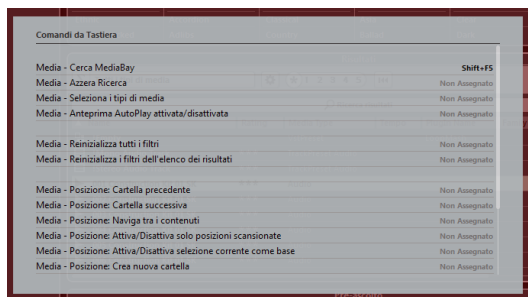 Comandi da Tastiera
Media - Cerca MediaBay Shift+F5
Media - Azzera Ricerca Non Assegnato
Media - Seleziona i tipi di media Non Assegnato
Media - Anteprima AutoPlay attivata/disattivata Non Assegnato
Media - Reinizializza tutti i filtri Non Assegnato
Media - Reinizializza i filtri dell'elenco dei risultati Non Assegnato
Media - Posizione: Cartella precedente Non Assegnato
Media - Posizione: Cartella successiva Non Assegnato
Media - Posizione: Naviga tra i contenuti Non Assegnato
Media - Posizione: Attiva/Disattiva solo posizioni scansionate Non Assegnato
Media - Posizione: Attiva/Disattiva selezione corrente come base Non Assegnato
Media - Posizione: Crea nuova cartella Non Assegnato